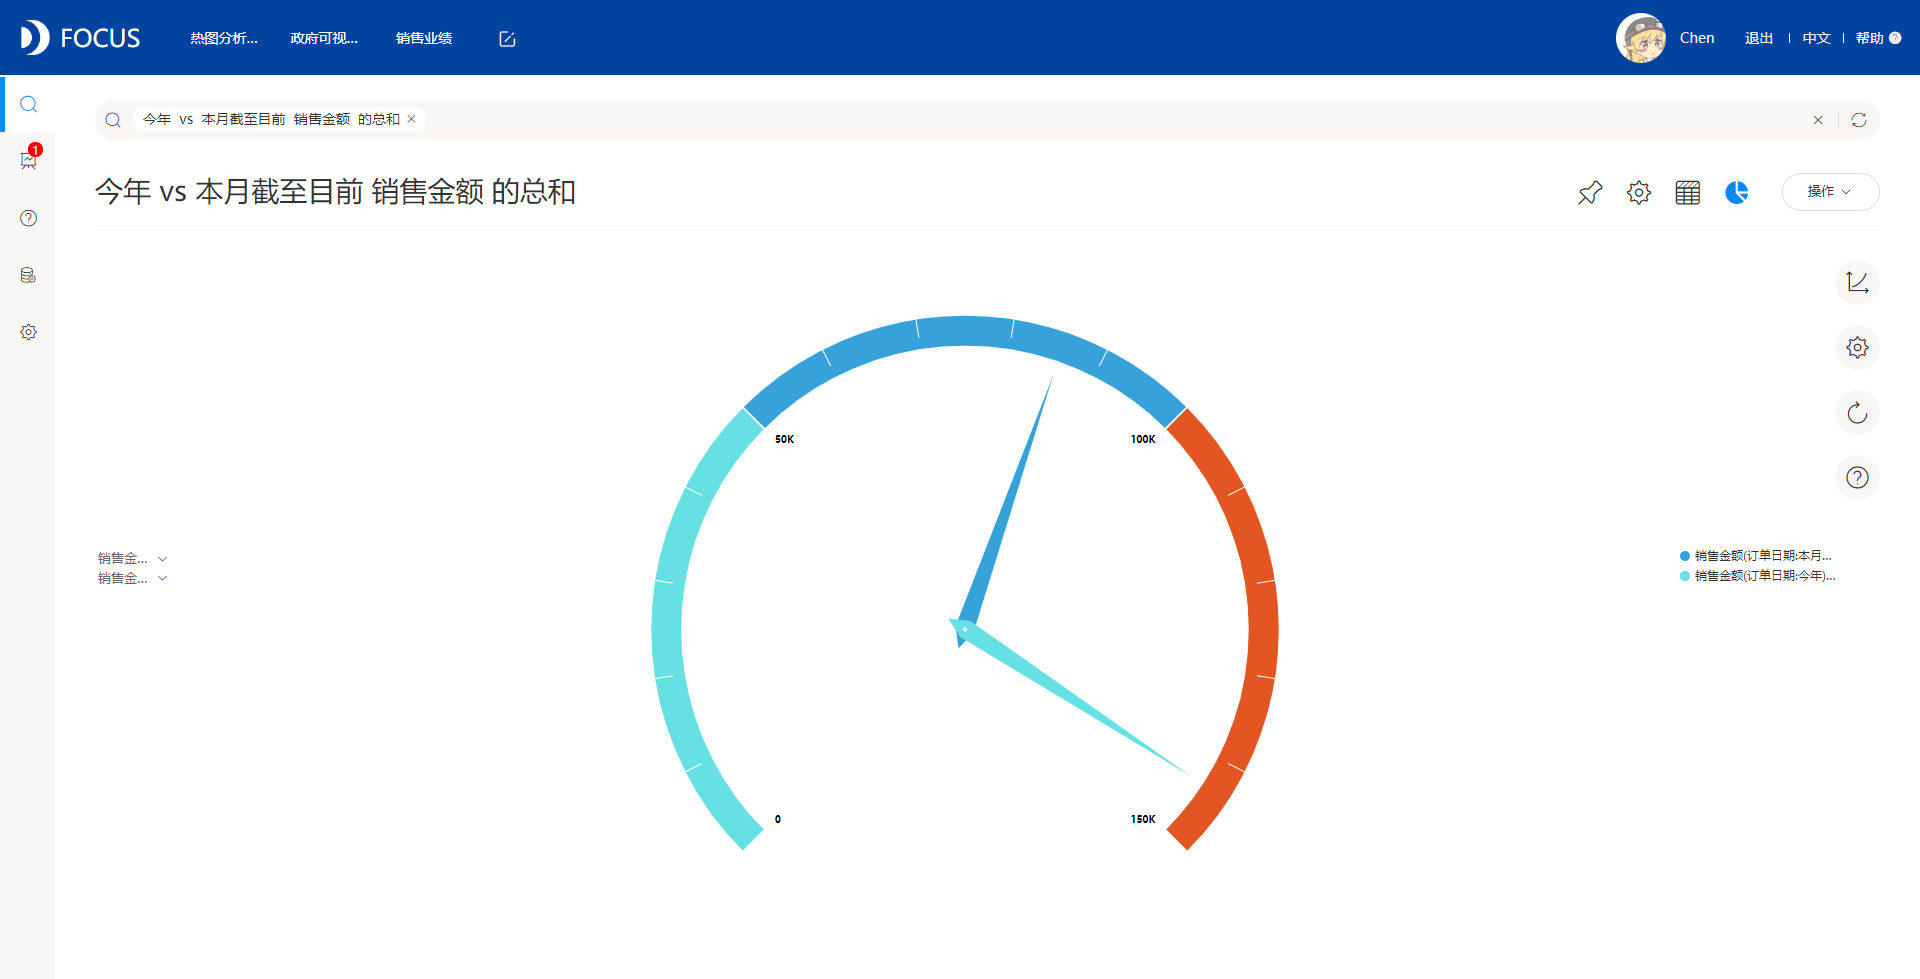 FOCUS 热图分析... 政府可视... 销售业绩 Chen 退出 中文 帮助 ?
今年 vs 本月截至目前 销售金额 的总和
1
今年 vs 本月截至目前 销售金额 的总和
操作
50K 100K
销售金...
销售金...
销售金额(订单日期:本月...
销售金额(订单日期:今年)...
0 150K